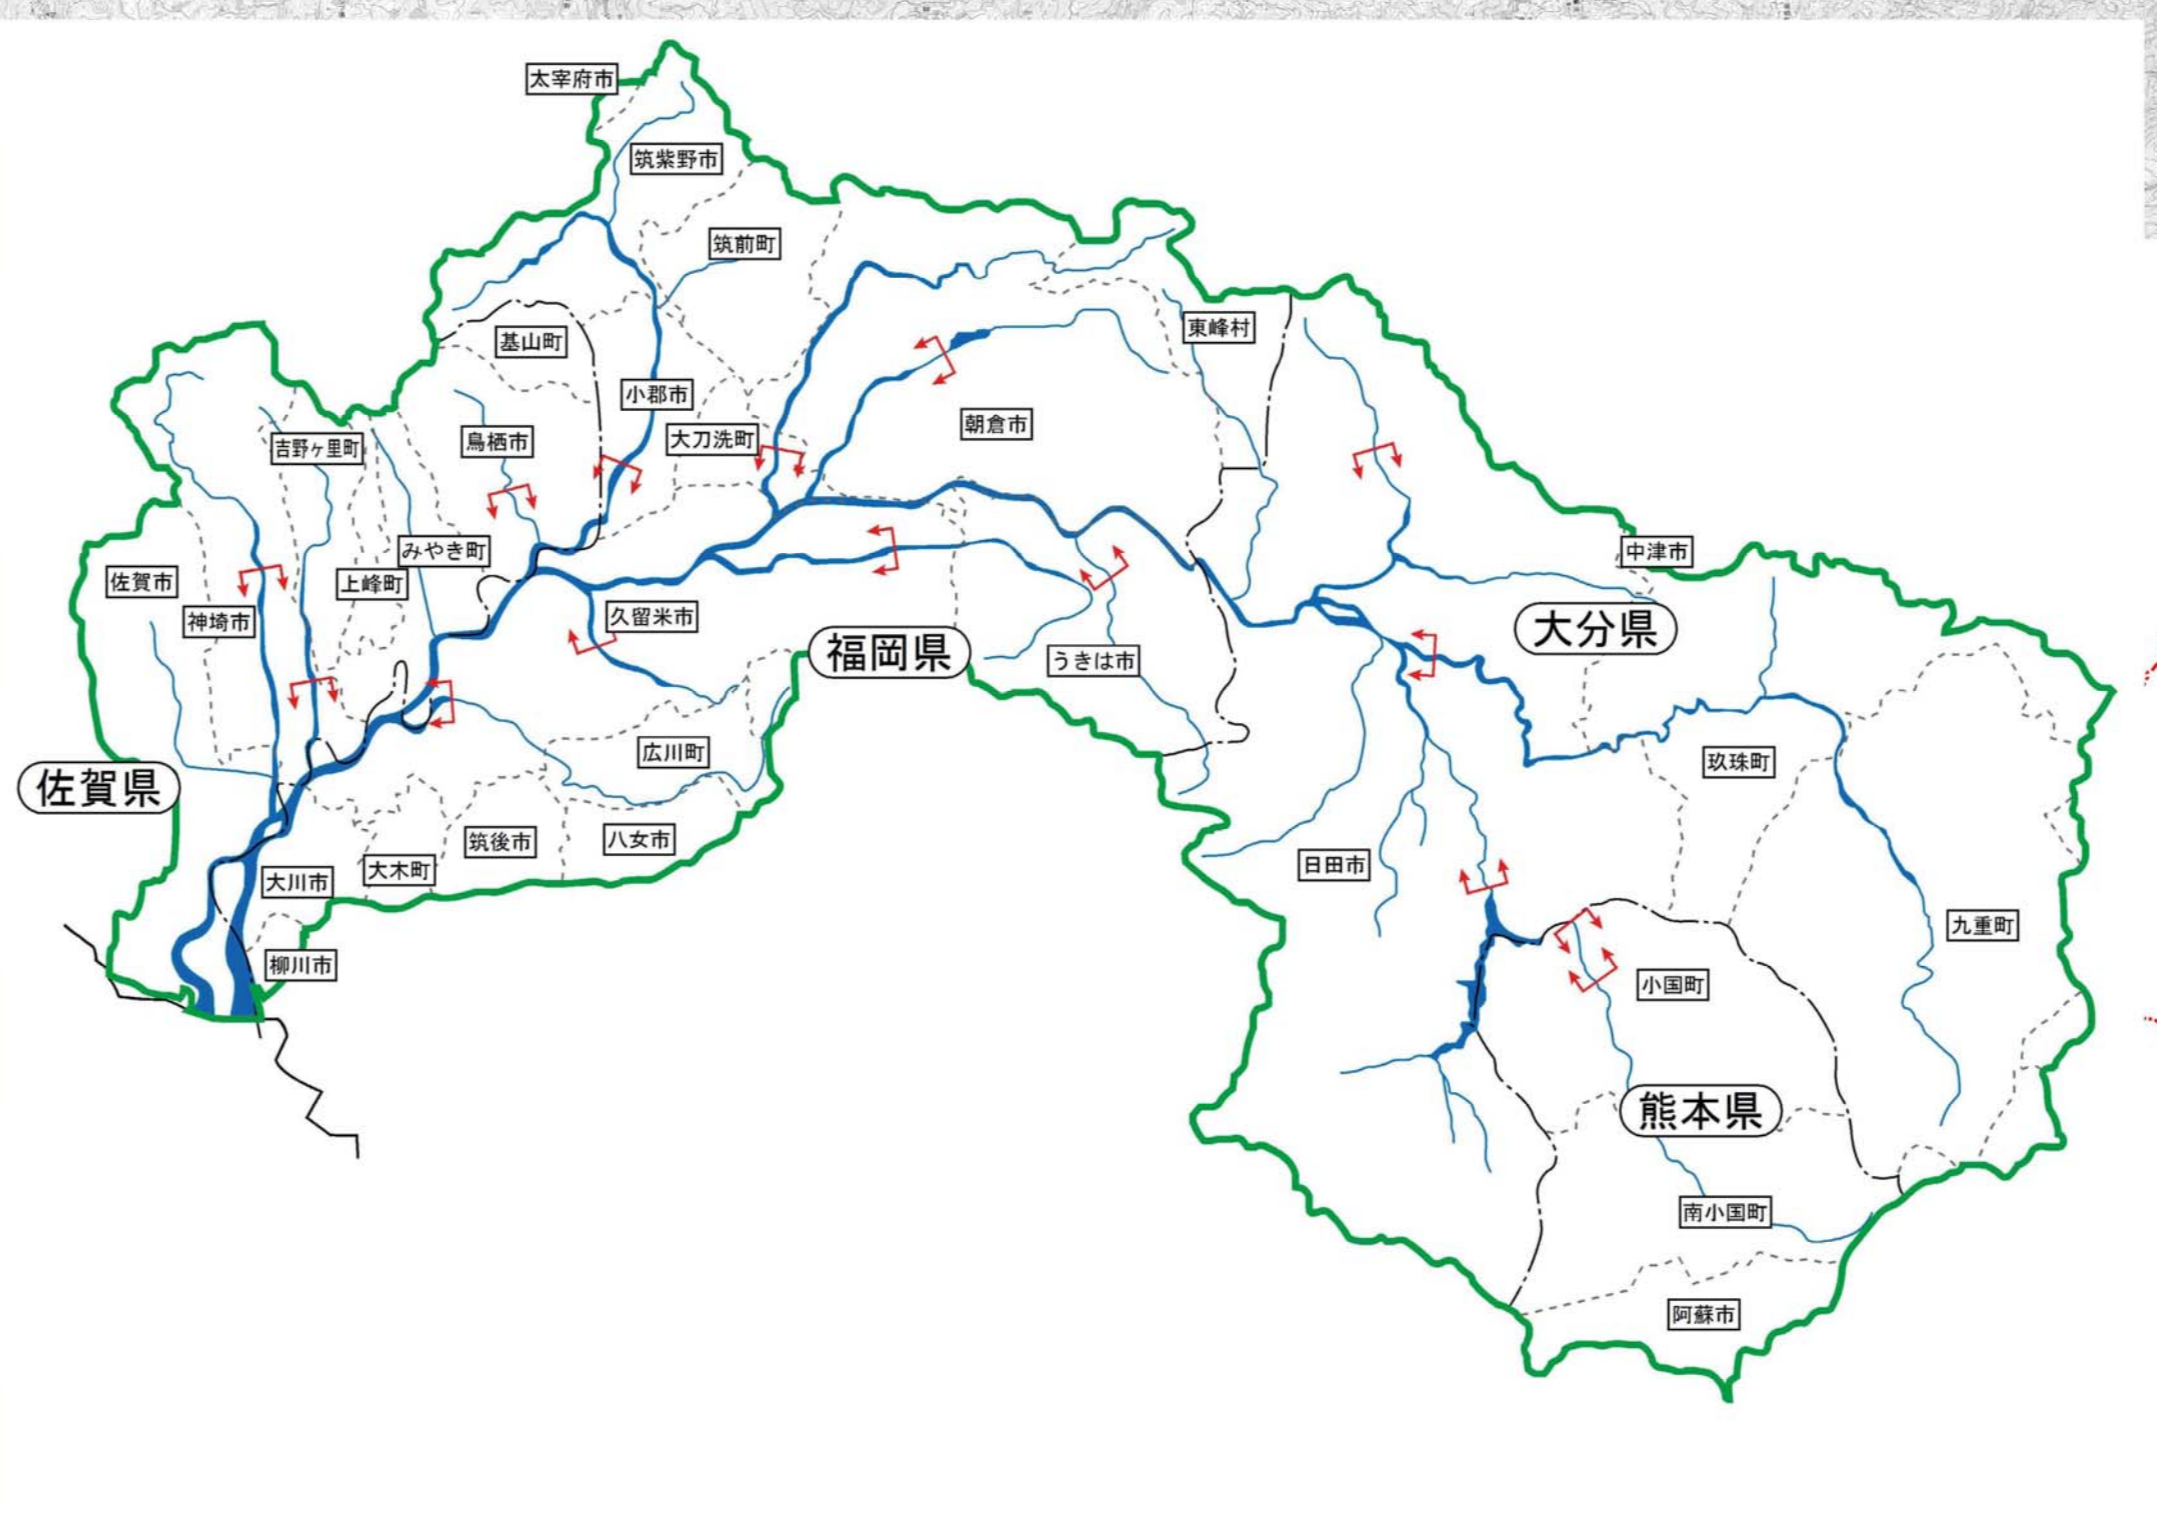 太宰府市
筑紫野市
筑前町
基山町
東峰村
小郡市
鳥栖市
大刀洗町
朝倉市
吉野ヶ里町
みやき町
中津市
佐賀市
上峰町
神埼市
久留米市
大分県
福岡県
うきは市
広川町
玖珠町
佐賀県
筑後市
八女市
大木町
大川市
日田市
九重町
柳川市
小国町
熊本県
南小国町
阿蘇市